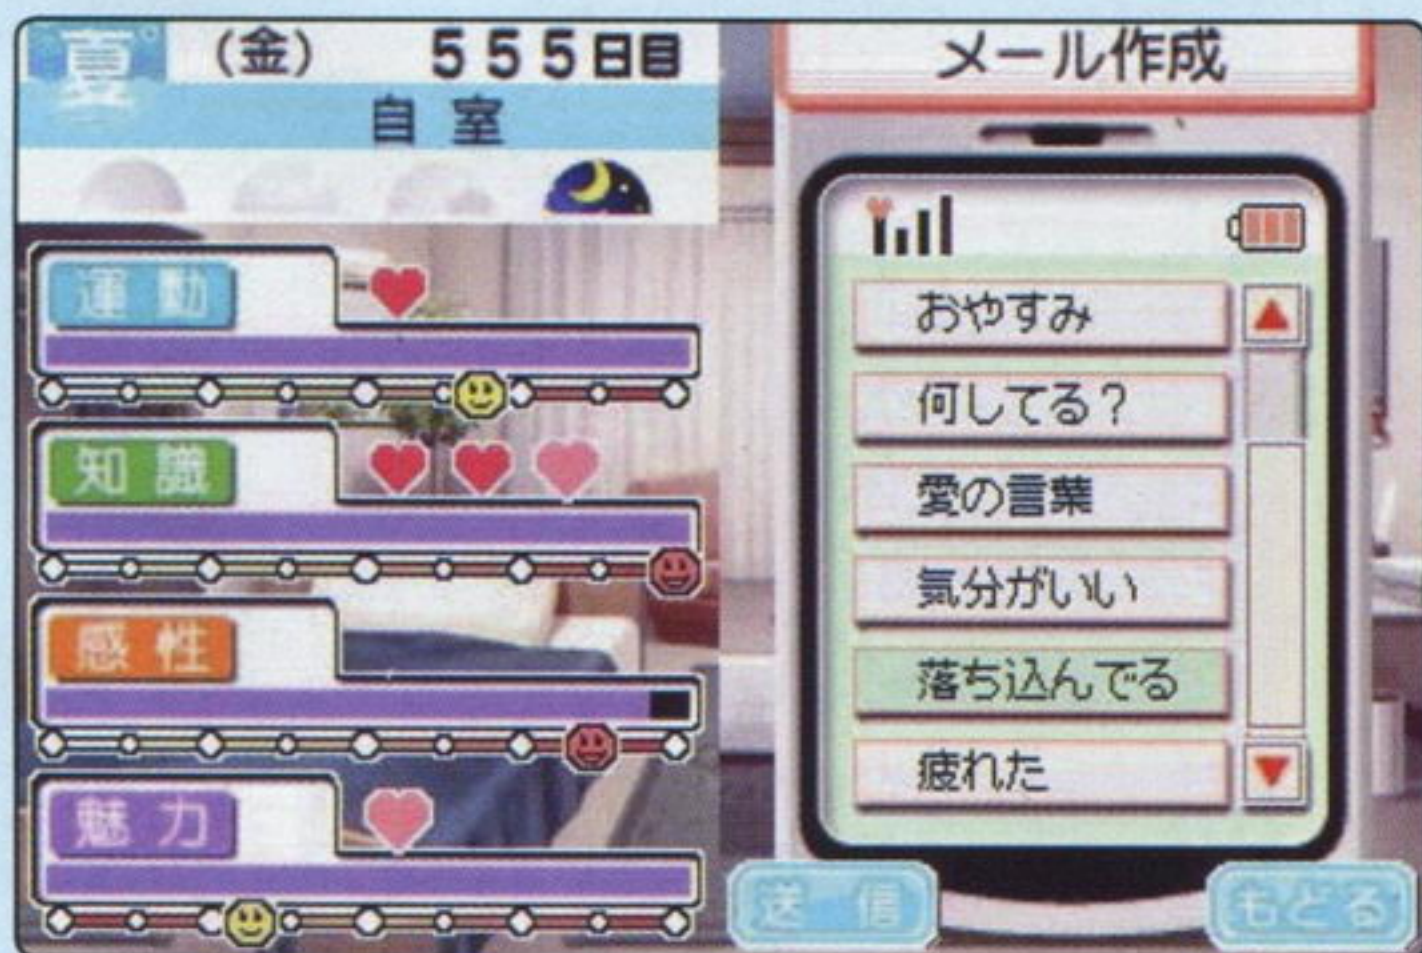 夏
(金) 555日目
自室
運動
知識
感性
魅力
メール作成
おやすみ
何してる?
愛の言葉
気分がいい
落ち込んでる
疲れた
送信
もどる